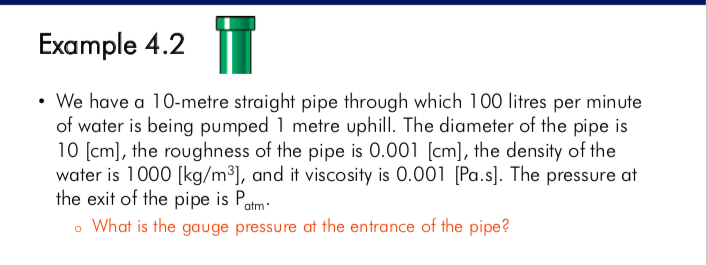 Example 4.2
• We have a 10-metre straight pipe through which 100 litres per minute
of water is being pumped 1 metre uphill. The diameter of the pipe is
10 [cm], the roughness of the pipe is 0.001 [cm], the density of the
water is 1000 [kg/m³], and it viscosity is 0.001 [Pa.s]. The pressure at
the exit of the pipe is Pₐₜₘ.
o What is the gauge pressure at the entrance of the pipe?